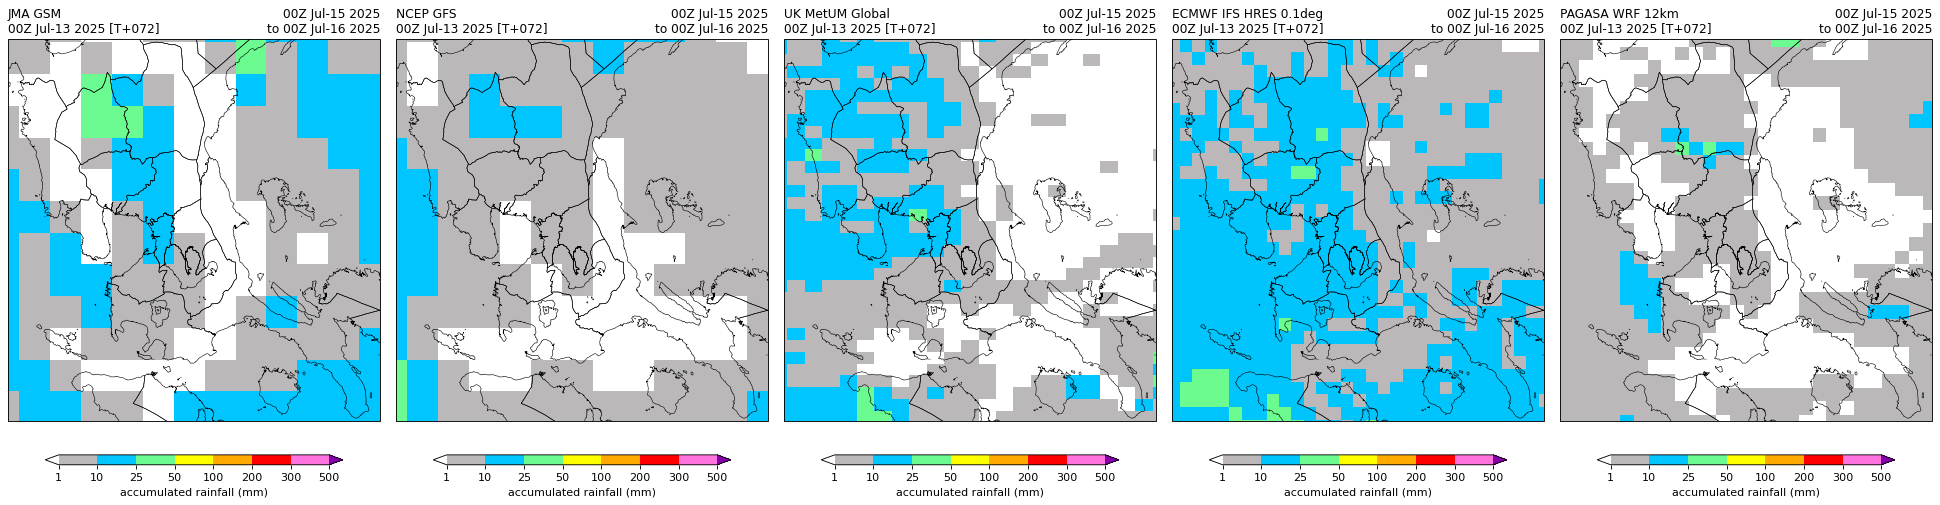 JMA GSM 00Z Jul-15 2025
00Z Jul-13 2025 [T+072] to 00Z Jul-16 2025
NCEP GFS 00Z Jul-15 2025
00Z Jul-13 2025 [T+072] to 00Z Jul-16 2025
UK MetUM Global 00Z Jul-15 2025
00Z Jul-13 2025 [T+072] to 00Z Jul-16 2025
ECMWF IFS HRES 0.1deg 00Z Jul-15 2025
00Z Jul-13 2025 [T+072] to 00Z Jul-16 2025
PAGASA WRF 12km 00Z Jul-15 2025
00Z Jul-13 2025 [T+072] to 00Z Jul-16 2025
1 10 25 50 100 200 300 500
accumulated rainfall (mm)
1 10 25 50 100 200 300 500
accumulated rainfall (mm)
1 10 25 50 100 200 300 500
accumulated rainfall (mm)
1 10 25 50 100 200 300 500
accumulated rainfall (mm)
1 10 25 50 100 200 300 500
accumulated rainfall (mm)